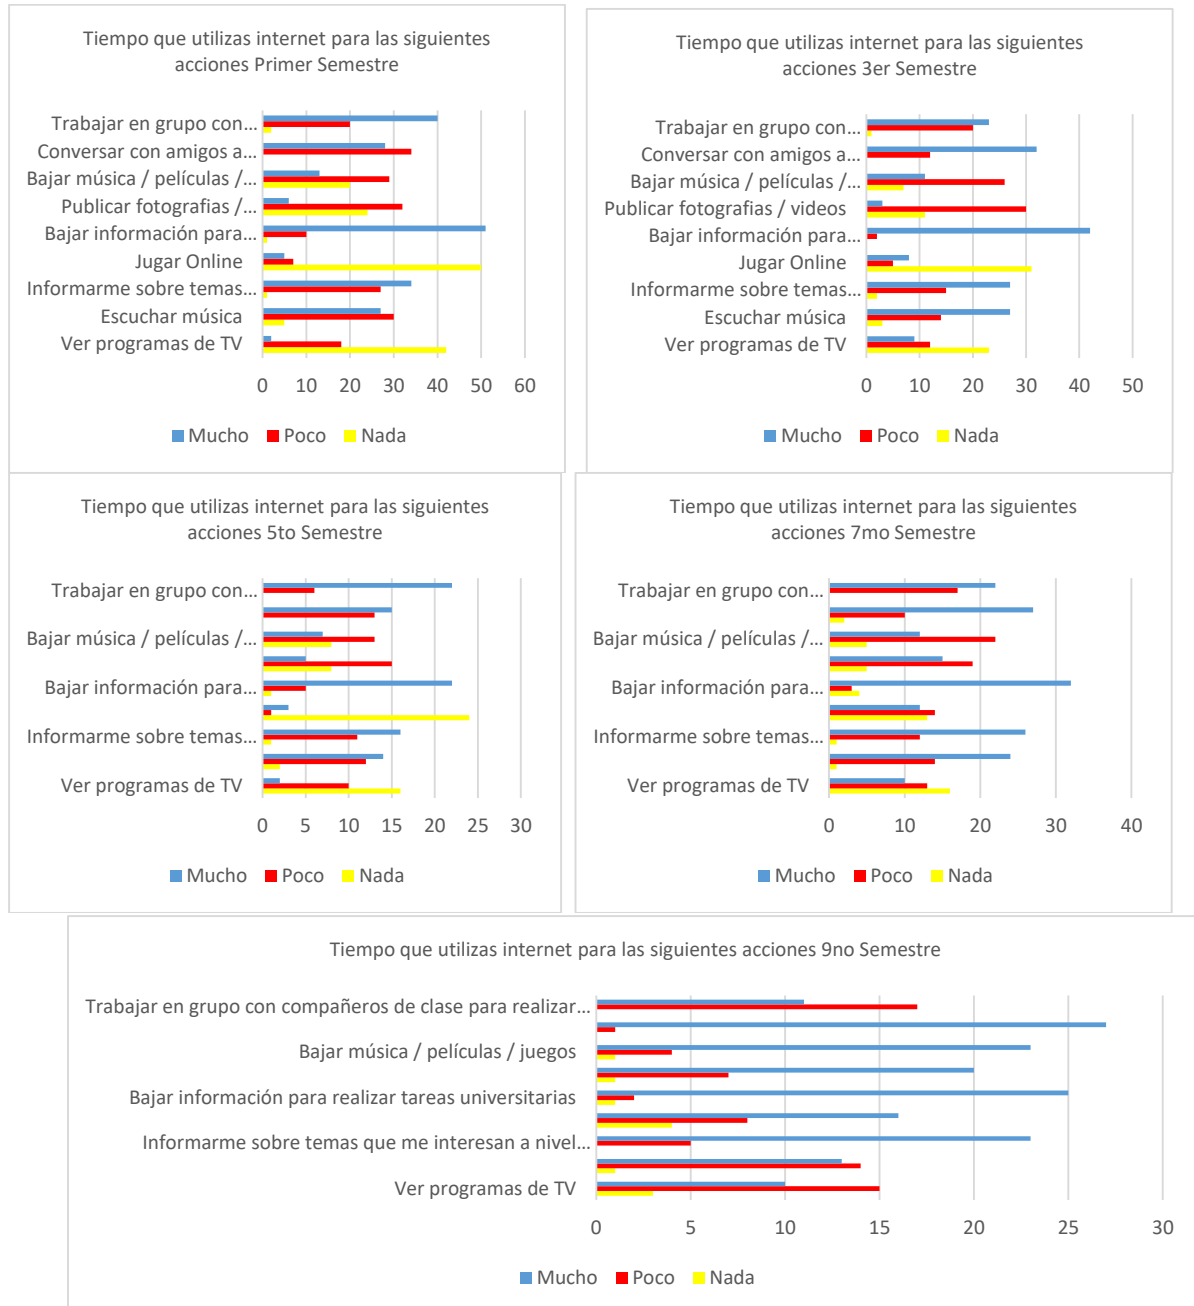 Tiempo que utilizas internet para las siguientes
acciones Primer Semestre
Trabajar en grupo con...
Conversar con amigos a...
Bajar música / películas /...
Publicar fotografias /...
Bajar información para...
Jugar Online
Informarme sobre temas...
Escuchar música
Ver programas de TV
0 10 20 30 40 50 60
Mucho Poco Nada
Tiempo que utilizas internet para las siguientes
acciones 3er Semestre
Trabajar en grupo con...
Conversar con amigos a...
Bajar música / películas /...
Publicar fotografias / videos
Bajar información para...
Jugar Online
Informarme sobre temas...
Escuchar música
Ver programas de TV
0 10 20 30 40 50
Mucho Poco Nada
Tiempo que utilizas internet para las siguientes
acciones 5to Semestre
Trabajar en grupo con...
Bajar música / películas /...
Bajar información para...
Informarme sobre temas...
Ver programas de TV
0 5 10 15 20 25 30
Mucho Poco Nada
Tiempo que utilizas internet para las siguientes
acciones 7mo Semestre
Trabajar en grupo con...
Bajar música / películas /...
Bajar información para...
Informarme sobre temas...
Ver programas de TV
0 10 20 30 40
Mucho Poco Nada
Tiempo que utilizas internet para las siguientes acciones 9no Semestre
Trabajar en grupo con compañeros de clase para realizar...
Bajar música / películas / juegos
Bajar información para realizar tareas universitarias
Informarme sobre temas que me interesan a nivel...
Ver programas de TV
0 5 10 15 20 25 30
Mucho Poco Nada